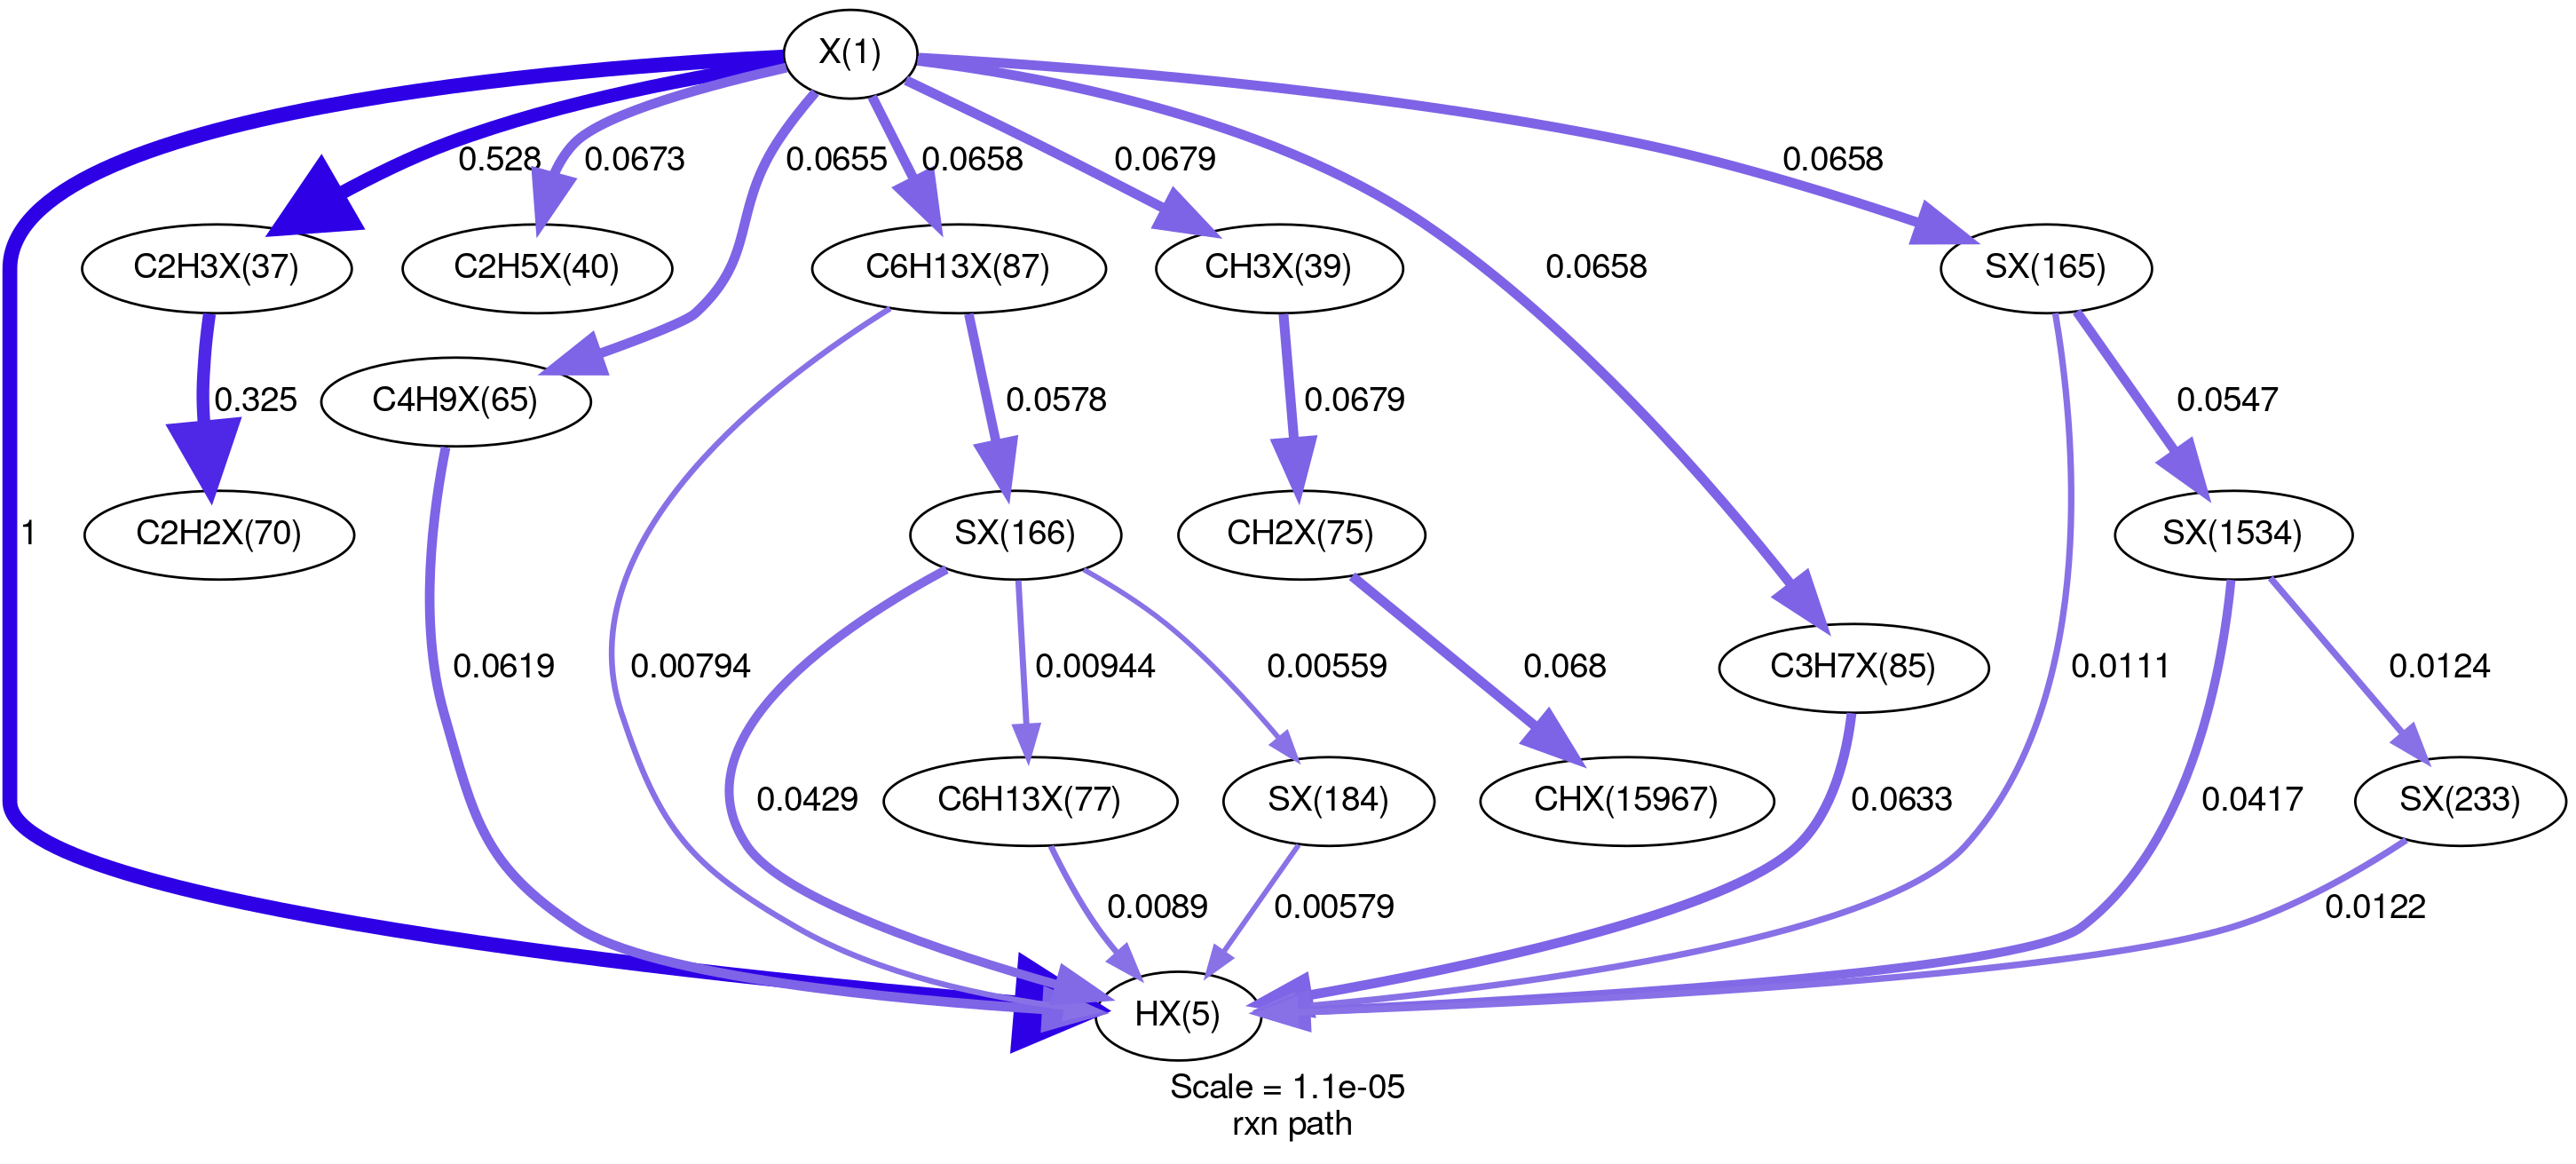 X(1)
0.528
0.0673
0.0655
0.0658
0.0679
0.0658
C2H3X(37)
C2H5X(40)
C6H13X(87)
CH3X(39)
0.0658
SX(165)
0.325
C4H9X(65)
0.0578
0.0679
0.0547
1
C2H2X(70)
SX(166)
CH2X(75)
SX(1534)
0.0619
0.00794
0.00944
0.00559
0.068
C3H7X(85)
0.0111
0.0124
0.0429
C6H13X(77)
SX(184)
CHX(15967)
0.0633
0.0417
SX(233)
0.0089
0.00579
0.0122
HX(5)
Scale = 1.1e-05
rxn path